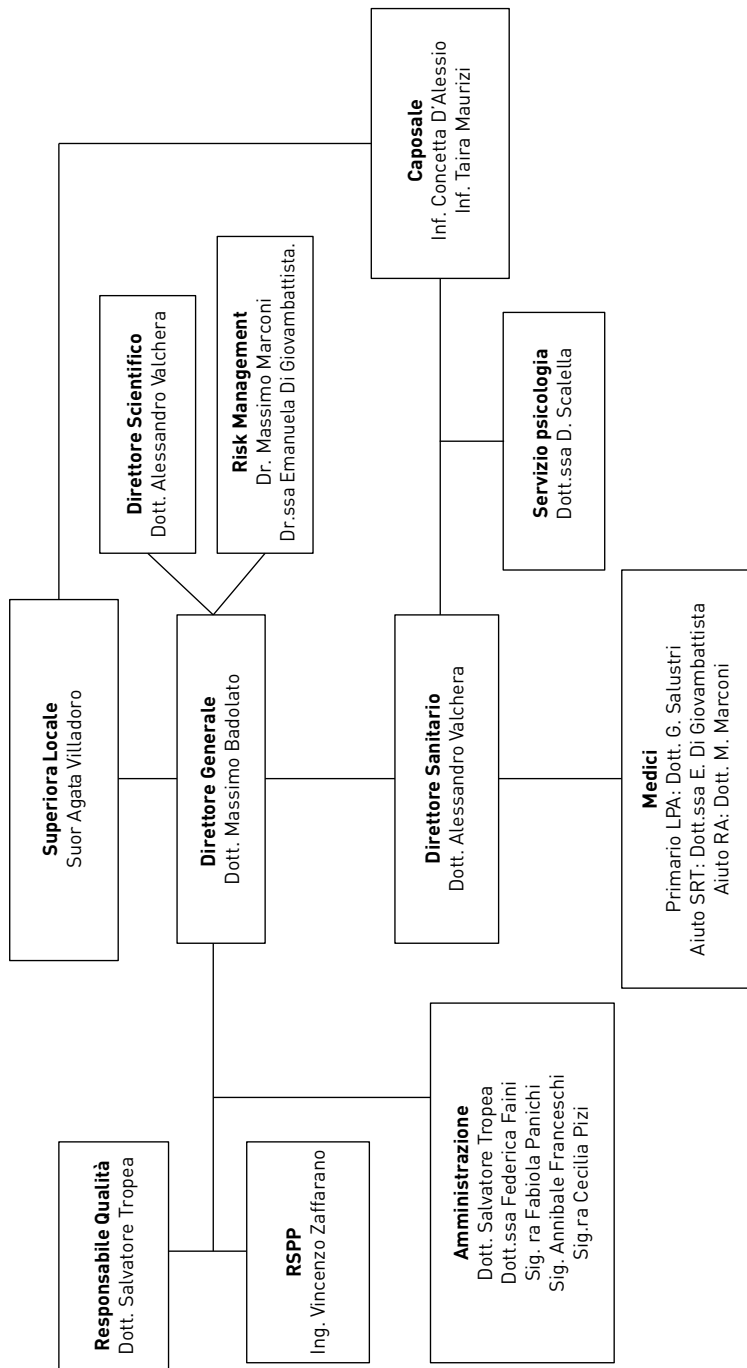 Superiora Locale
Suor Agata Villadoro
Direttore Scientifico
Dott. Alessandro Valchera
Risk Management
Dr. Massimo Marconi
Dr.ssa Emanuela Di Giovambattista.
Direttore Generale
Dott. Massimo Badolato
Responsabile Qualità
Dott. Salvatore Tropea
RSPP
Ing. Vincenzo Zaffarano
Caposale
Inf. Concetta D'Alessio
Inf. Taira Maurizi
Direttore Sanitario
Dott. Alessandro Valchera
Amministrazione
Dott. Salvatore Tropea
Dott.ssa Federica Faini
Sig. ra Fabiola Panichi
Sig. Annibale Franceschi
Sig.ra Cecilia Pizi
Servizio psicologia
Dott.ssa D. Scalella
Medici
Primario LPA: Dott. G. Salustri
Aiuto SRT: Dott.ssa E. Di Giovambattista
Aiuto RA: Dott. M. Marconi